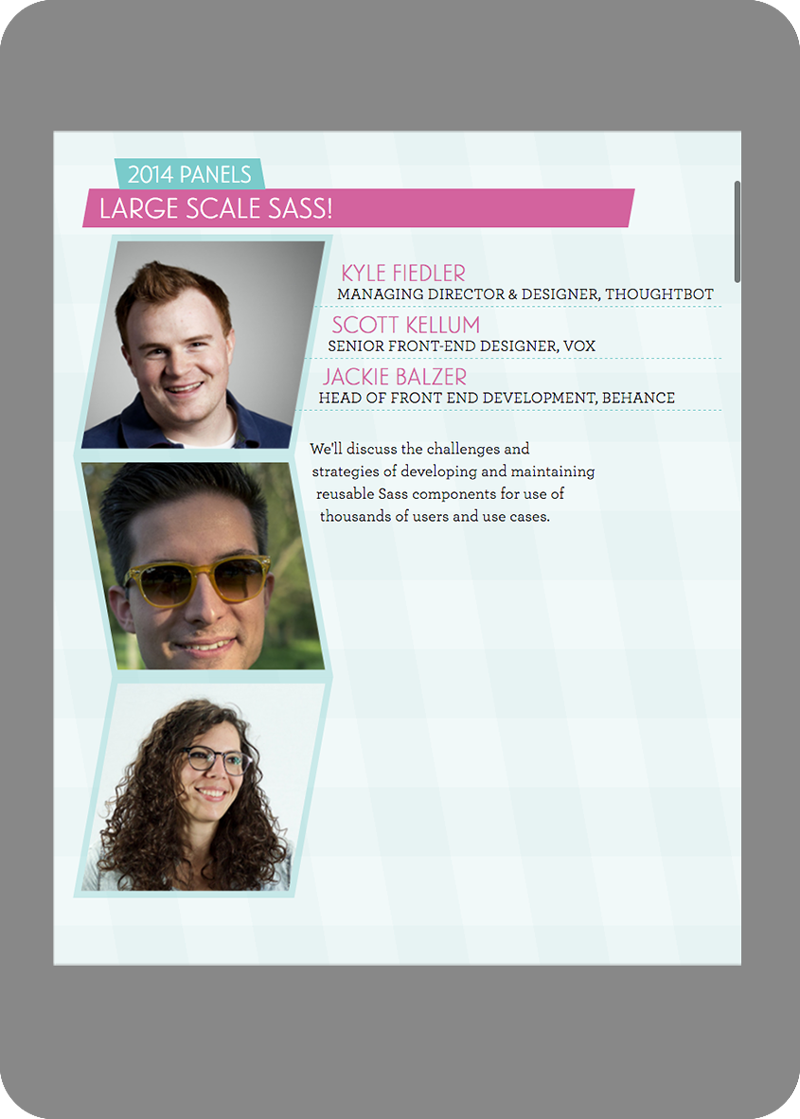 2014 PANELS
LARGE SCALE SASS!
KYLE FIEDLER
MANAGING DIRECTOR & DESIGNER, THOUGHTBOT
SCOTT KELLUM
SENIOR FRONT-END DESIGNER, VOX
JACKIE BALZER
HEAD OF FRONT END DEVELOPMENT, BEHANCE
We'll discuss the challenges and
strategies of developing and maintaining
reusable Sass components for use of
thousands of users and use cases.